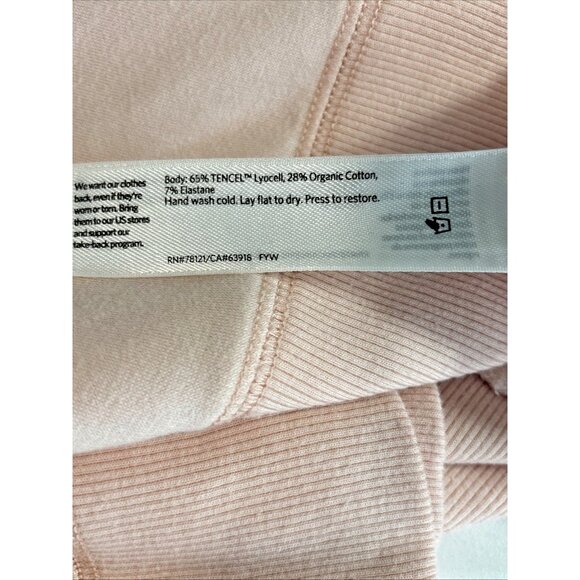 We want our clothes
back, even if they're
worn or torn. Bring
them to our US stores
and support our
take-back program.
Body: 65% TENCEL™ Lyocell, 28% Organic Cotton,
7% Elastane
Hand wash cold. Lay flat to dry. Press to restore.
RN#78121/CA#63918 FYW